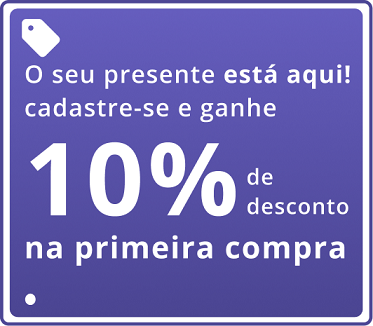 O seu presente está aqui!
cadastre-se e ganhe
10% de desconto
na primeira compra